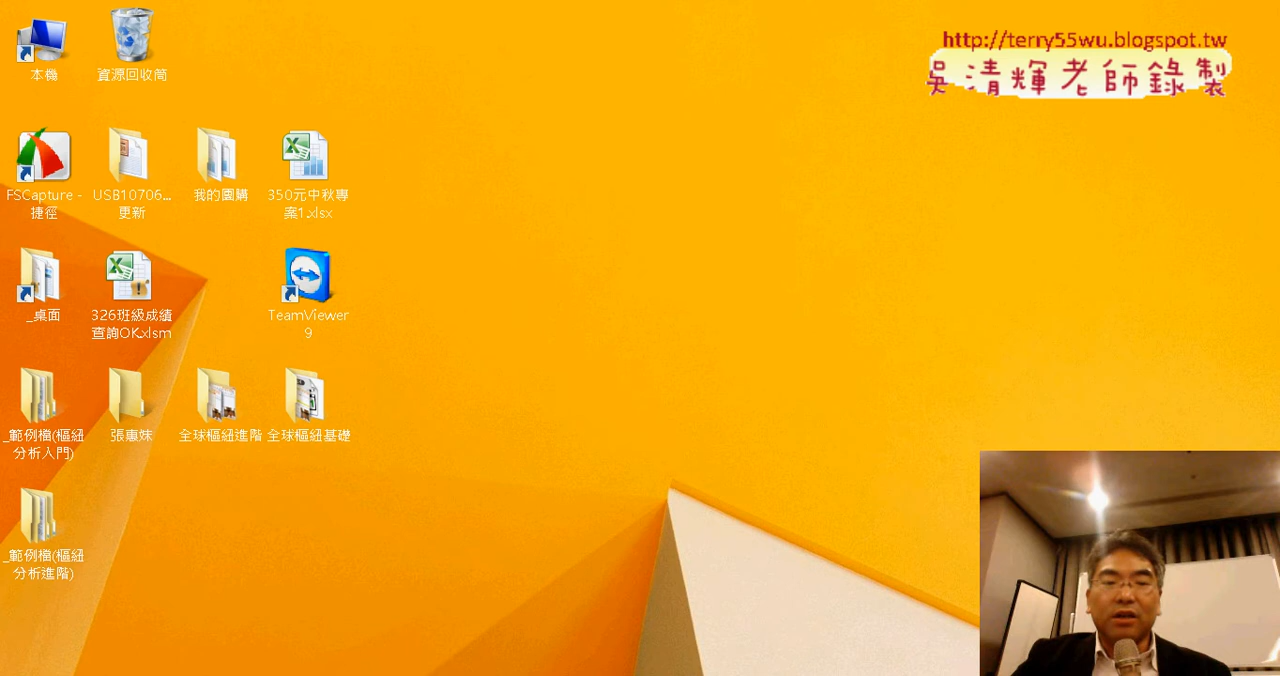 http://terry55wu.blogspot.tw
吳清輝老師錄製
本機
資源回收筒
FSCapture -
捷徑
USB10706...
更新
我的團購
350元中秋專
案1.xlsx
_桌面
326班級成績
查詢OK.xlsm
TeamViewer
9
_範例檔(樞紐
分析入門)
張惠妹
全球樞紐進階
全球樞紐基礎
_範例檔(樞紐
分析進階)